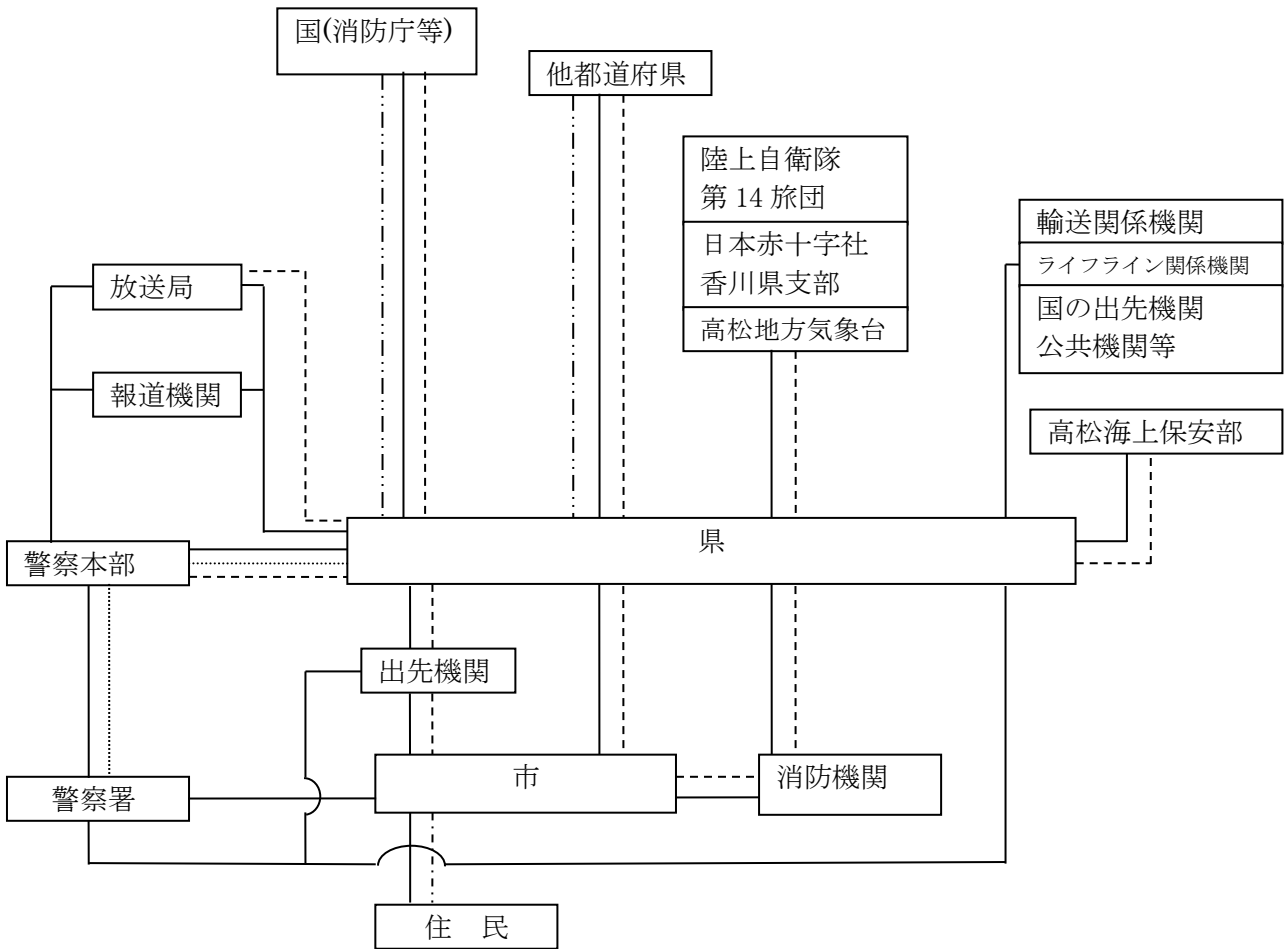 国(消防庁等)
他都道府県
陸上自衛隊
第14旅団
日本赤十字社
香川県支部
高松地方気象台
輸送関係機関
ライフライン関係機関
国の出先機関
公共機関等
放送局
報道機関
高松海上保安部
県
警察本部
出先機関
市
消防機関
警察署
住　民